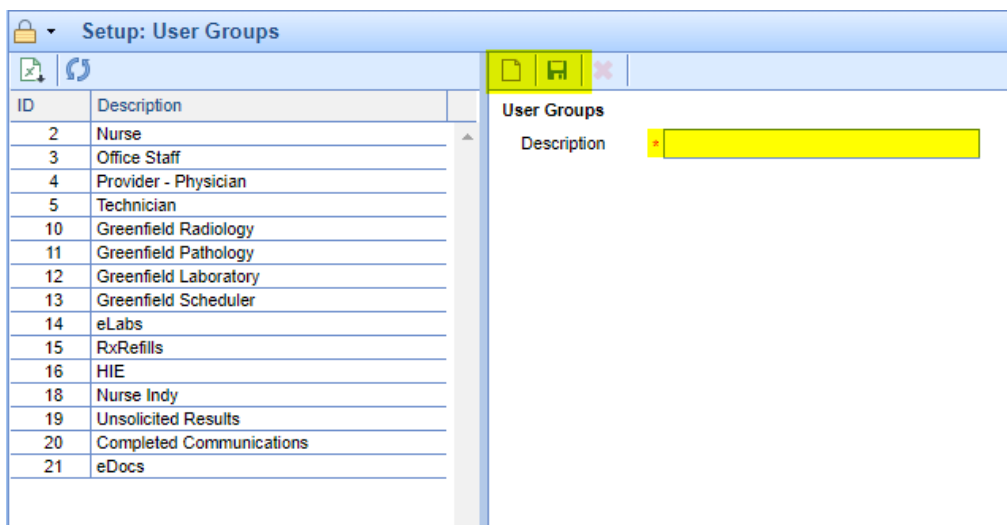 Setup: User Groups
ID Description
2 Nurse
3 Office Staff
4 Provider - Physician
5 Technician
10 Greenfield Radiology
11 Greenfield Pathology
12 Greenfield Laboratory
13 Greenfield Scheduler
14 eLabs
15 RxRefills
16 HIE
18 Nurse Indy
19 Unsolicited Results
20 Completed Communications
21 eDocs
User Groups
Description *